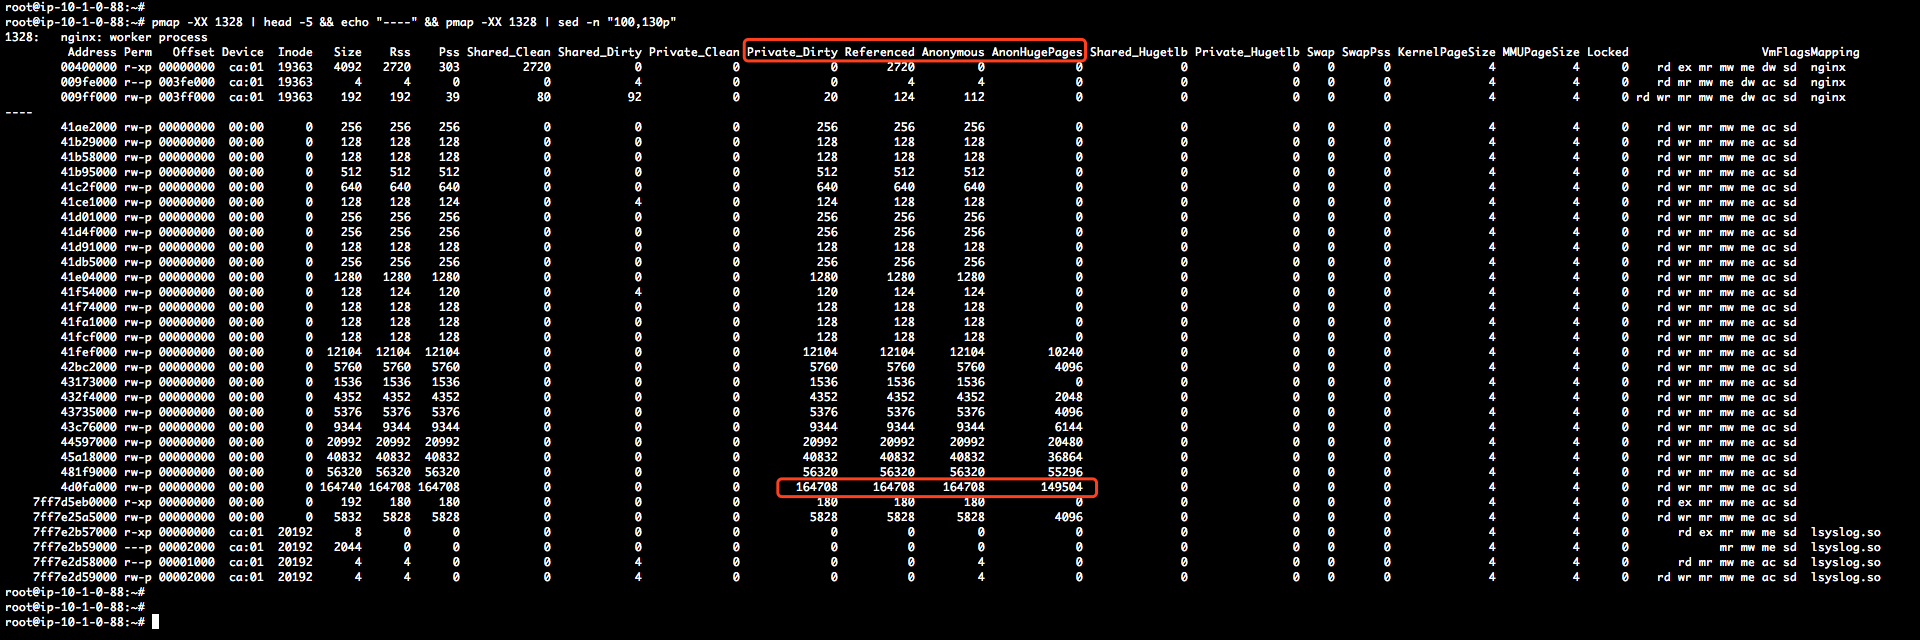 root@ip-10-1-0-88:~#
root@ip-10-1-0-88:~# pmap -XX 1328 | head -5 && echo "----" && pmap -XX 1328 | sed -n "100,130p"
1328:   nginx: worker process
Address Perm Offset Device Inode Size Rss Pss Shared_Clean Shared_Dirty Private_Clean Private_Dirty Referenced Anonymous AnonHugePages Shared_Hugetlb Private_Hugetlb Swap SwapPss KernelPageSize MMUPageSize Locked VmFlagsMapping
00400000 r-xp 00000000 ca:01 19363 4092 2720 303 2720 0 0 0 2720 0 0 0 0 0 0 4 4 0 rd ex mr mw me dw sd nginx
009fe000 r--p 003fe000 ca:01 19363 4 4 0 0 4 0 0 4 4 0 0 0 0 0 4 4 0 rd mr mw me dw ac sd nginx
009ff000 rw-p 003ff000 ca:01 19363 192 192 39 80 92 0 20 124 112 0 0 0 0 0 4 4 0 rd wr mr mw me dw ac sd nginx
----
41ae2000 rw-p 00000000 00:00 0 256 256 256 0 0 0 256 256 256 0 0 0 0 0 4 4 0 rd wr mr mw me ac sd
41b29000 rw-p 00000000 00:00 0 128 128 128 0 0 0 128 128 128 0 0 0 0 0 4 4 0 rd wr mr mw me ac sd
41b58000 rw-p 00000000 00:00 0 128 128 128 0 0 0 128 128 128 0 0 0 0 0 4 4 0 rd wr mr mw me ac sd
41b95000 rw-p 00000000 00:00 0 512 512 512 0 0 0 512 512 512 0 0 0 0 0 4 4 0 rd wr mr mw me ac sd
41c2f000 rw-p 00000000 00:00 0 640 640 640 0 0 0 640 640 640 0 0 0 0 0 4 4 0 rd wr mr mw me ac sd
41ce1000 rw-p 00000000 00:00 0 128 128 124 0 4 0 124 128 128 0 0 0 0 0 4 4 0 rd wr mr mw me ac sd
41d01000 rw-p 00000000 00:00 0 256 256 256 0 0 0 256 256 256 0 0 0 0 0 4 4 0 rd wr mr mw me ac sd
41d4f000 rw-p 00000000 00:00 0 256 256 256 0 0 0 256 256 256 0 0 0 0 0 4 4 0 rd wr mr mw me ac sd
41d91000 rw-p 00000000 00:00 0 128 128 128 0 0 0 128 128 128 0 0 0 0 0 4 4 0 rd wr mr mw me ac sd
41db5000 rw-p 00000000 00:00 0 256 256 256 0 0 0 256 256 256 0 0 0 0 0 4 4 0 rd wr mr mw me ac sd
41e04000 rw-p 00000000 00:00 0 1280 1280 1280 0 0 0 1280 1280 1280 0 0 0 0 0 4 4 0 rd wr mr mw me ac sd
41f54000 rw-p 00000000 00:00 0 128 124 120 0 4 0 120 124 124 0 0 0 0 0 4 4 0 rd wr mr mw me ac sd
41f74000 rw-p 00000000 00:00 0 128 128 128 0 0 0 128 128 128 0 0 0 0 0 4 4 0 rd wr mr mw me ac sd
41fa1000 rw-p 00000000 00:00 0 128 128 128 0 0 0 128 128 128 0 0 0 0 0 4 4 0 rd wr mr mw me ac sd
41fcf000 rw-p 00000000 00:00 0 128 128 128 0 0 0 128 128 128 0 0 0 0 0 4 4 0 rd wr mr mw me ac sd
41fef000 rw-p 00000000 00:00 0 12104 12104 12104 0 0 0 12104 12104 12104 10240 0 0 0 0 4 4 0 rd wr mr mw me ac sd
42bc2000 rw-p 00000000 00:00 0 5760 5760 5760 0 0 0 5760 5760 5760 4096 0 0 0 0 4 4 0 rd wr mr mw me ac sd
43173000 rw-p 00000000 00:00 0 1536 1536 1536 0 0 0 1536 1536 1536 0 0 0 0 0 4 4 0 rd wr mr mw me ac sd
432f4000 rw-p 00000000 00:00 0 4352 4352 4352 0 0 0 4352 4352 4352 2048 0 0 0 0 4 4 0 rd wr mr mw me ac sd
43735000 rw-p 00000000 00:00 0 5376 5376 5376 0 0 0 5376 5376 5376 4096 0 0 0 0 4 4 0 rd wr mr mw me ac sd
43c76000 rw-p 00000000 00:00 0 9344 9344 9344 0 0 0 9344 9344 9344 6144 0 0 0 0 4 4 0 rd wr mr mw me ac sd
44597000 rw-p 00000000 00:00 0 20992 20992 20992 0 0 0 20992 20992 20992 20480 0 0 0 0 4 4 0 rd wr mr mw me ac sd
45a18000 rw-p 00000000 00:00 0 40832 40832 40832 0 0 0 40832 40832 40832 36864 0 0 0 0 4 4 0 rd wr mr mw me ac sd
481f9000 rw-p 00000000 00:00 0 56320 56320 56320 0 0 0 56320 56320 56320 55296 0 0 0 0 4 4 0 rd wr mr mw me ac sd
4d0fa000 rw-p 00000000 00:00 0 164740 164708 164708 0 0 0 164708 164708 164708 149504 0 0 0 0 4 4 0 rd wr mr mw me ac sd
7ff7d5eb0000 r-xp 00000000 00:00 0 192 180 180 0 0 0 180 180 180 0 0 0 0 0 4 4 0 rd ex mr mw me ac sd
7ff7e25a5000 rw-p 00000000 00:00 0 5832 5828 5828 0 0 0 5828 5828 5828 4096 0 0 0 0 4 4 0 rd wr mr mw me ac sd
7ff7e2b57000 r-xp 00000000 ca:01 20192 8 0 0 0 0 0 0 0 0 0 0 0 0 0 4 4 0 rd ex mr mw me sd lsyslog.so
7ff7e2b59000 ---p 00002000 ca:01 20192 2044 0 0 0 0 0 0 0 0 0 0 0 0 0 4 4 0 mr mw me sd lsyslog.so
7ff7e2d58000 r--p 00001000 ca:01 20192 4 4 0 0 4 0 0 0 4 0 0 0 0 0 4 4 0 rd mr mw me ac sd lsyslog.so
7ff7e2d59000 rw-p 00002000 ca:01 20192 4 4 0 0 4 0 0 0 4 0 0 0 0 0 4 4 0 rd wr mr mw me ac sd lsyslog.so
root@ip-10-1-0-88:~#
root@ip-10-1-0-88:~#
root@ip-10-1-0-88:~#